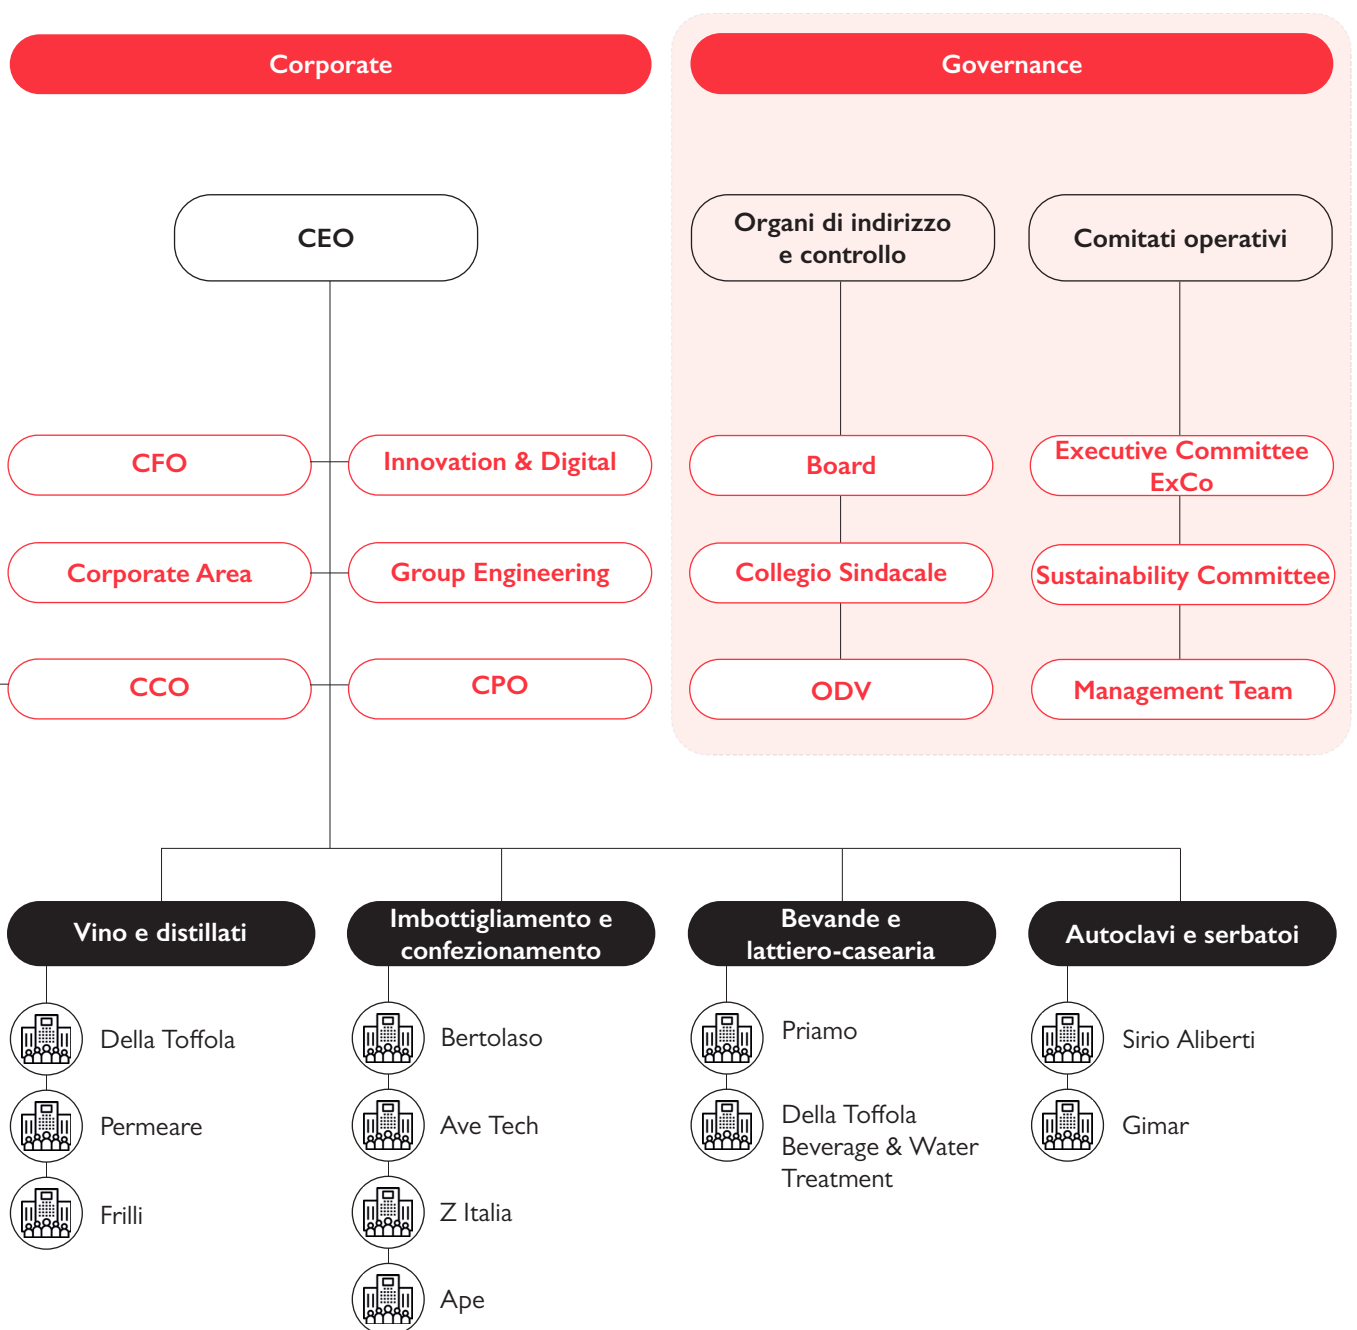 Corporate
Governance
CEO
Organi di indirizzo
e controllo
Comitati operativi
CFO
Innovation & Digital
Board
Executive Committee
ExCo
Corporate Area
Group Engineering
Collegio Sindacale
Sustainability Committee
CCO
CPO
ODV
Management Team
Vino e distillati
Imbottigliamento e
confezionamento
Bevande e
lattiero-casearia
Autoclavi e serbatoi
Della Toffola
Permeare
Frilli
Bertolaso
Ave Tech
Z Italia
Ape
Priamo
Della Toffola
Beverage & Water
Treatment
Sirio Aliberti
Gimar